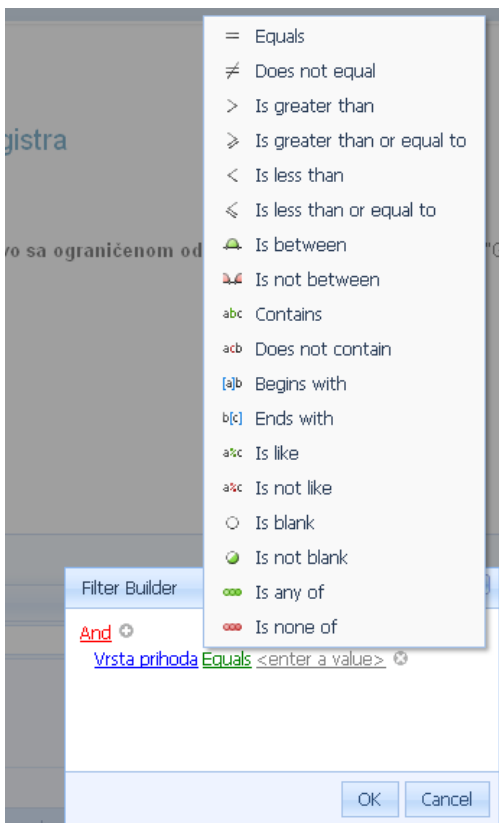 = Equals
≠ Does not equal
> Is greater than
⩾ Is greater than or equal to
< Is less than
⩽ Is less than or equal to
Is between
Is not between
abc Contains
acb Does not contain
[a]b Begins with
b[c] Ends with
a%c Is like
a%c Is not like
Is blank
Is not blank
Is any of
Is none of
gistra
vo sa ograničenom od
"
Filter Builder
And
Vrsta prihoda Equals <enter a value>
OK Cancel